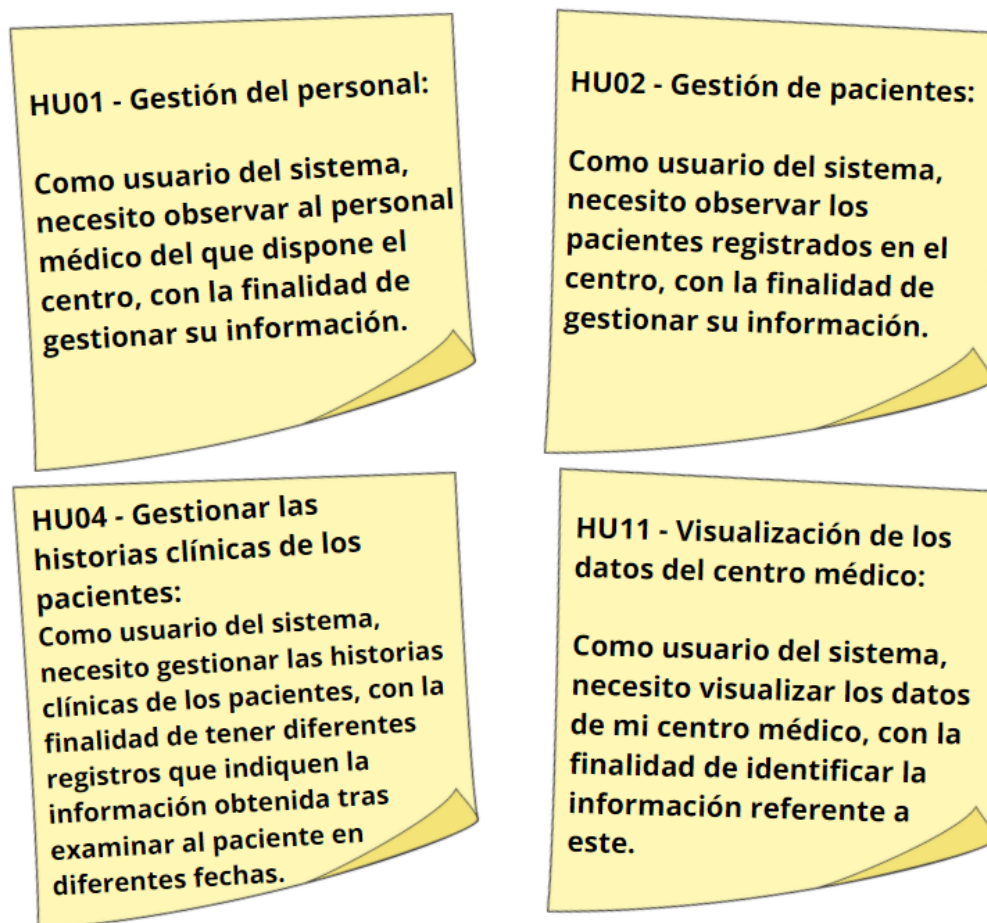 HU01 - Gestión del personal:
Como usuario del sistema,
necesito observar al personal
médico del que dispone el
centro, con la finalidad de
gestionar su información.
HU02 - Gestión de pacientes:
Como usuario del sistema,
necesito observar los
pacientes registrados en el
centro, con la finalidad de
gestionar su información.
HU04 - Gestionar las
historias clínicas de los
pacientes:
Como usuario del sistema,
necesito gestionar las historias
clínicas de los pacientes, con la
finalidad de tener diferentes
registros que indiquen la
información obtenida tras
examinar al paciente en
diferentes fechas.
HU11 - Visualización de los
datos del centro médico:
Como usuario del sistema,
necesito visualizar los datos
de mi centro médico, con la
finalidad de identificar la
información referente a
este.